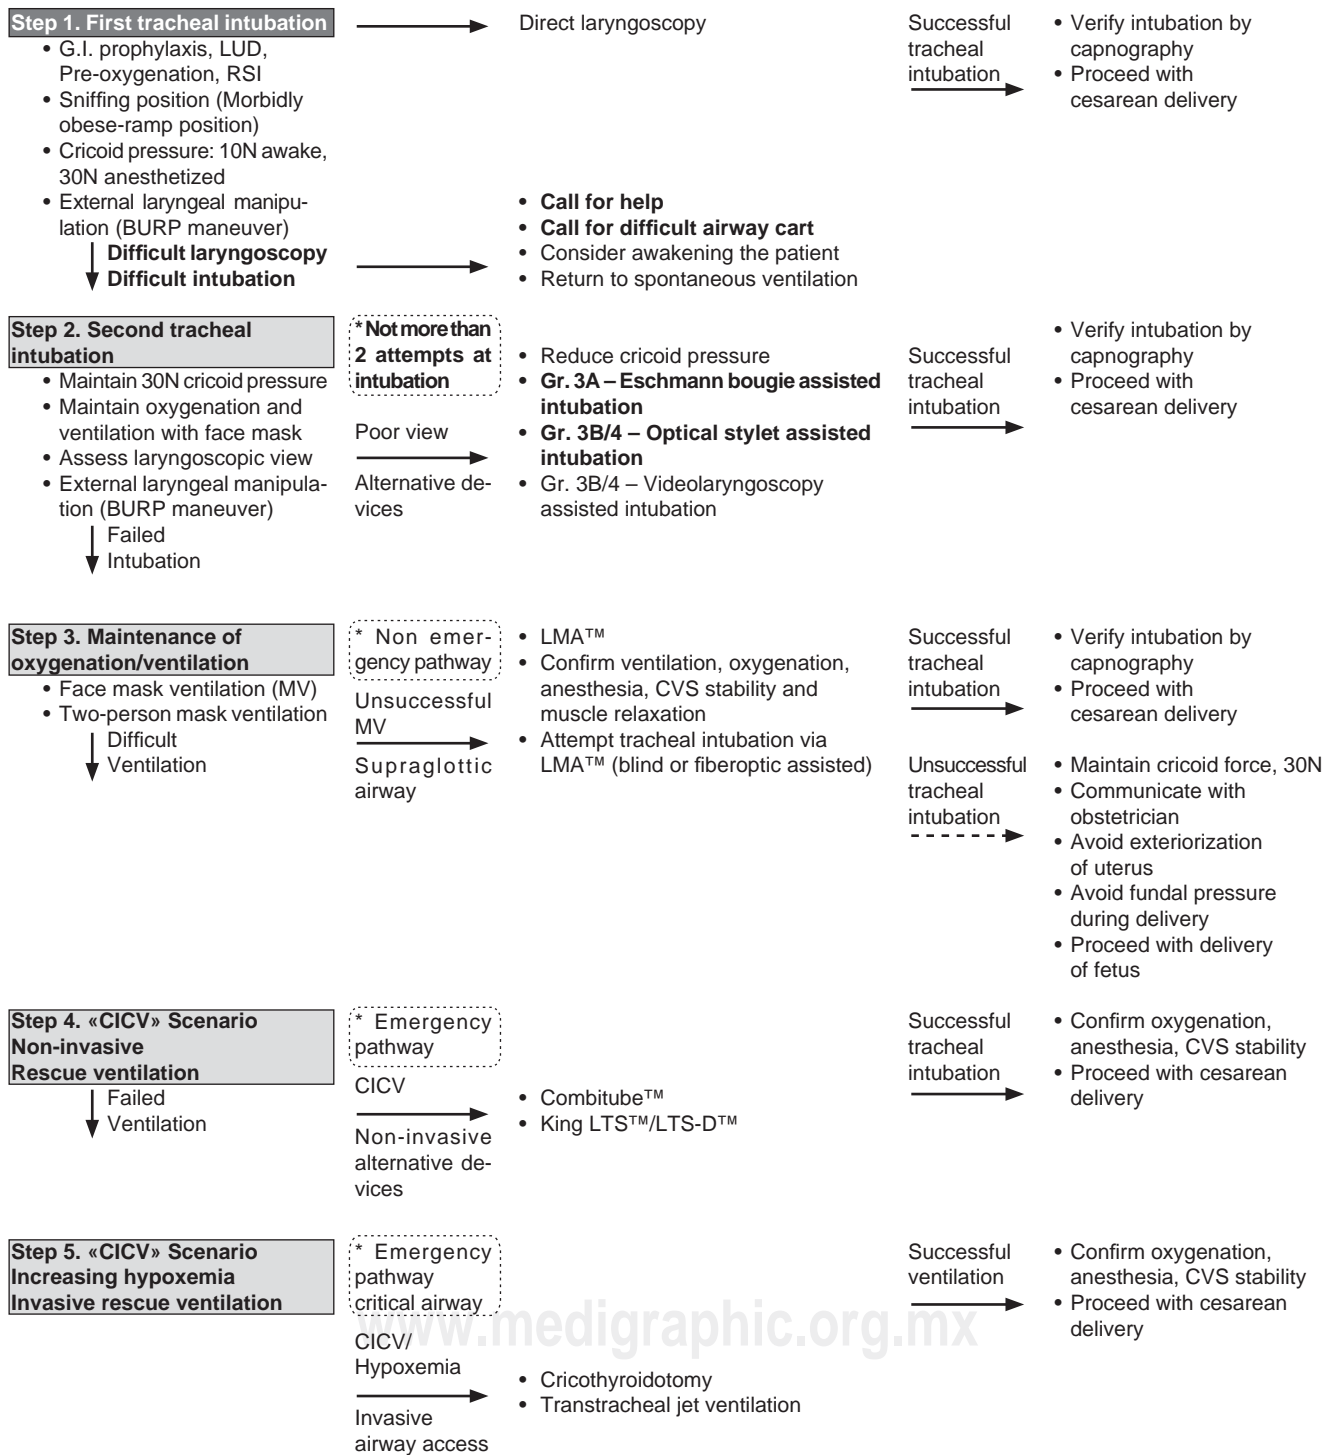 Step 1. First tracheal intubation
• G.I. prophylaxis, LUD,
Pre-oxygenation, RSI
• Sniffing position (Morbidly
obese-ramp position)
• Cricoid pressure: 10N awake,
30N anesthetized
• External laryngeal manipu-
lation (BURP maneuver)
Difficult laryngoscopy
Difficult intubation
Direct laryngoscopy
• Call for help
• Call for difficult airway cart
• Consider awakening the patient
• Return to spontaneous ventilation
Successful
tracheal
intubation
• Verify intubation by
capnography
• Proceed with
cesarean delivery
Step 2. Second tracheal
intubation
• Maintain 30N cricoid pressure
• Maintain oxygenation and
ventilation with face mask
• Assess laryngoscopic view
• External laryngeal manipula-
tion (BURP maneuver)
Failed
Intubation
* Not more than
2 attempts at
intubation
Poor view
Alternative de-
vices
• Reduce cricoid pressure
• Gr. 3A – Eschmann bougie assisted
intubation
• Gr. 3B/4 – Optical stylet assisted
intubation
• Gr. 3B/4 – Videolaryngoscopy
assisted intubation
Successful
tracheal
intubation
• Verify intubation by
capnography
• Proceed with
cesarean delivery
Step 3. Maintenance of
oxygenation/ventilation
• Face mask ventilation (MV)
• Two-person mask ventilation
Difficult
Ventilation
* Non emer-
gency pathway
Unsuccessful
MV
Supraglottic
airway
• LMA™
• Confirm ventilation, oxygenation,
anesthesia, CVS stability and
muscle relaxation
• Attempt tracheal intubation via
LMA™ (blind or fiberoptic assisted)
Successful
tracheal
intubation
• Verify intubation by
capnography
• Proceed with
cesarean delivery
Unsuccessful
tracheal
intubation
• Maintain cricoid force, 30N
• Communicate with
obstetrician
• Avoid exteriorization
of uterus
• Avoid fundal pressure
during delivery
• Proceed with delivery
of fetus
Step 4. «CICV» Scenario
Non-invasive
Rescue ventilation
Failed
Ventilation
* Emergency
pathway
CICV
Non-invasive
alternative de-
vices
• Combitube™
• King LTS™/LTS-D™
Successful
tracheal
intubation
• Confirm oxygenation,
anesthesia, CVS stability
• Proceed with cesarean
delivery
Step 5. «CICV» Scenario
Increasing hypoxemia
Invasive rescue ventilation
* Emergency
pathway
critical airway
CICV/
Hypoxemia
Invasive
airway access
• Cricothyroidotomy
• Transtracheal jet ventilation
Successful
ventilation
• Confirm oxygenation,
anesthesia, CVS stability
• Proceed with cesarean
delivery
www.medigraphic.org.mx